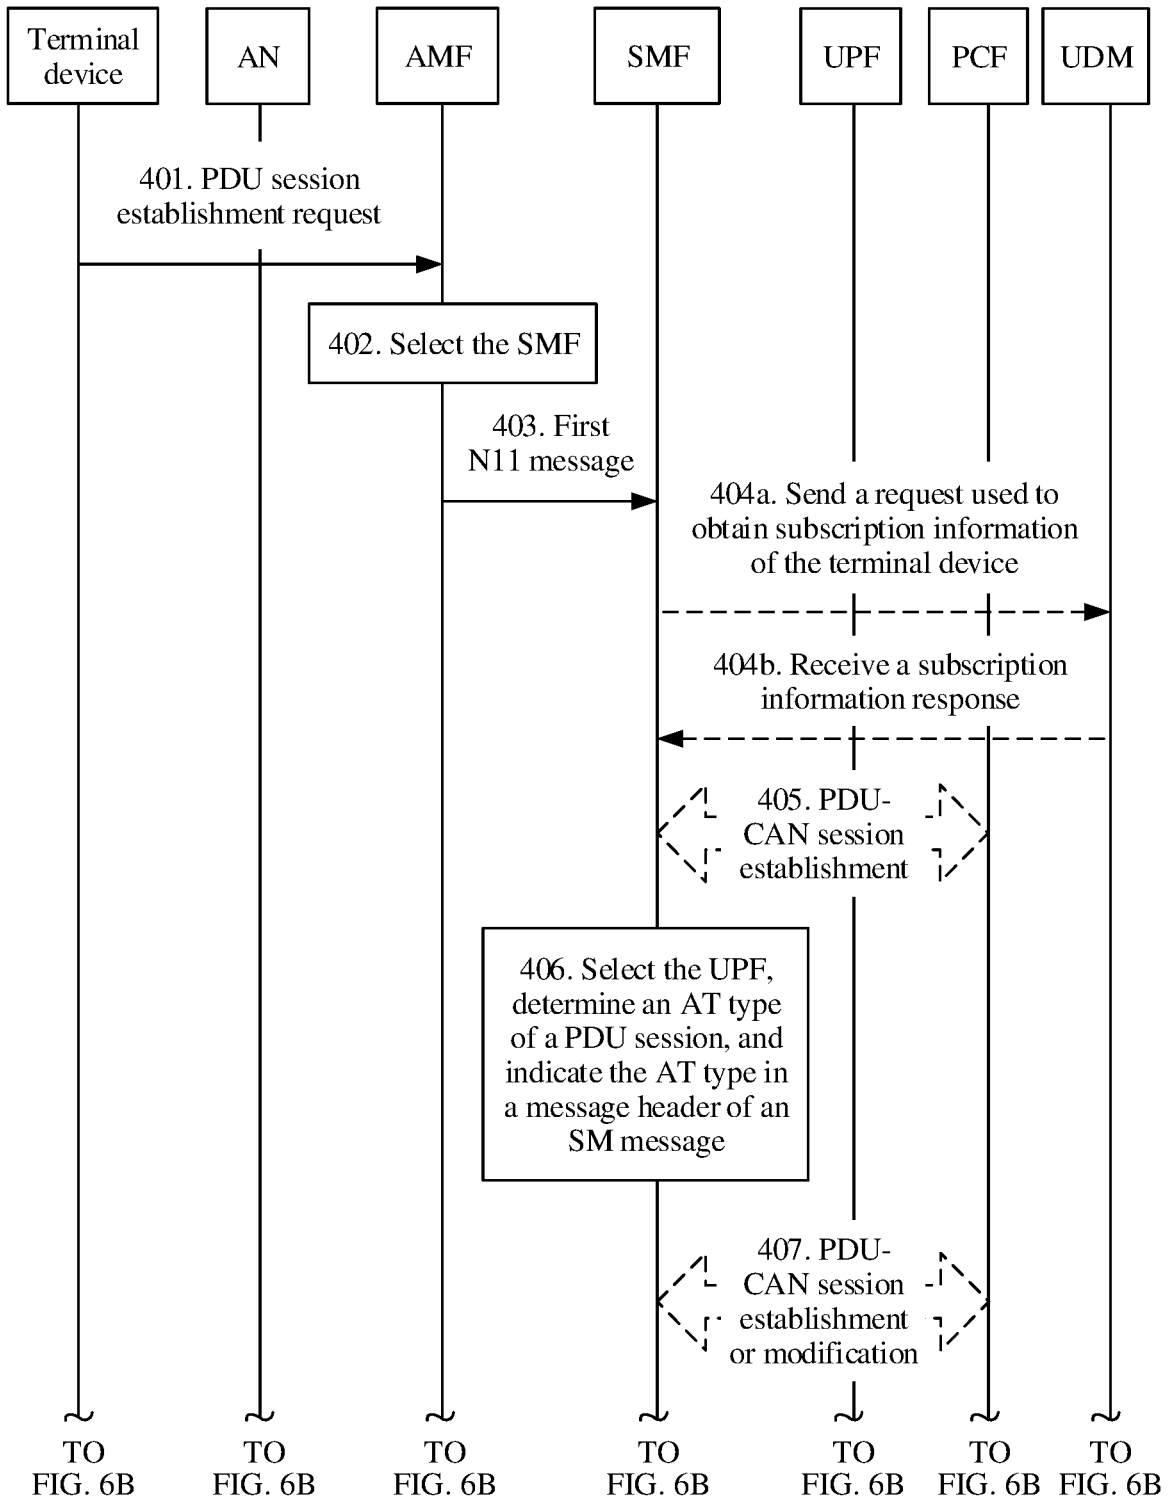 Terminal
device
AN
AMF
SMF
UPF
PCF
UDM
401. PDU session
establishment request
402. Select the SMF
403. First
N11 message
404a. Send a request used to
obtain subscription information
of the terminal device
404b. Receive a subscription
information response
405. PDU-
CAN session
establishment
406. Select the UPF,
determine an AT type
of a PDU session, and
indicate the AT type in
a message header of an
SM message
407. PDU-
CAN session
establishment
or modification
TO
FIG. 6B
TO
FIG. 6B
TO
FIG. 6B
TO
FIG. 6B
TO
FIG. 6B
TO
FIG. 6B
TO
FIG. 6B